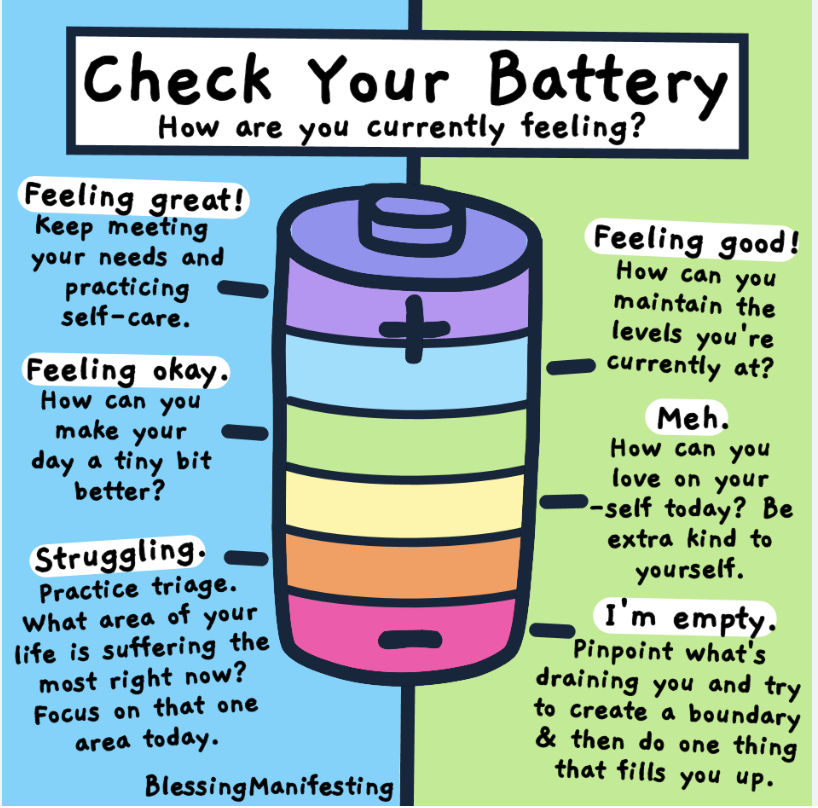 Check Your Battery
How are you currently feeling?
Feeling great!
Keep meeting
your needs and
practicing
self-care.
Feeling good!
How can you
maintain the
levels you're
currently at?
Feeling okay.
How can you
make your
day a tiny bit
better?
Meh.
How can you
love on your
-self today? Be
extra kind to
yourself.
Struggling.
Practice triage.
What area of your
life is suffering the
most right now?
Focus on that one
area today.
I'm empty.
Pinpoint what's
draining you and try
to create a boundary
& then do one thing
that fills you up.
BlessingManifesting